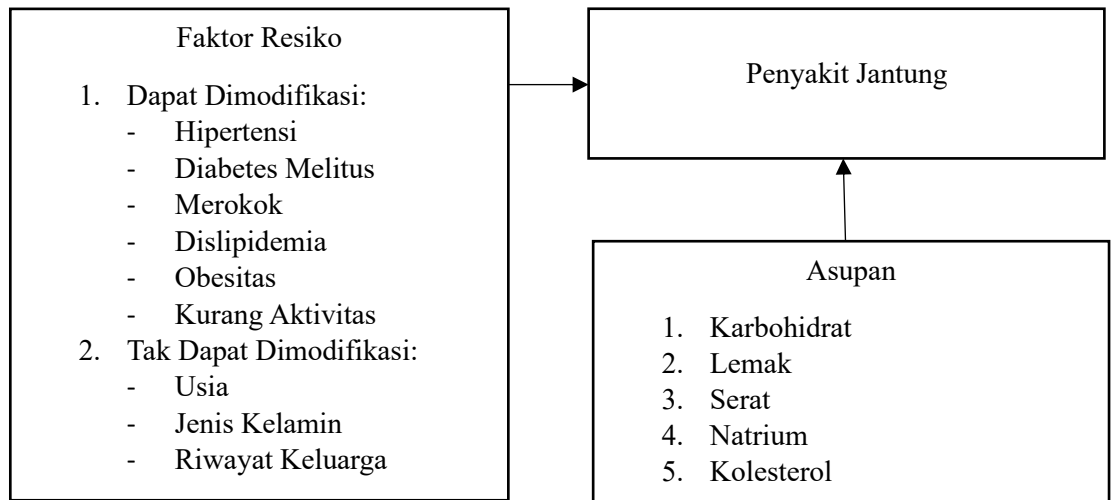 Faktor Resiko
1. Dapat Dimodifikasi:
- Hipertensi
- Diabetes Melitus
- Merokok
- Dislipidemia
- Obesitas
- Kurang Aktivitas
2. Tak Dapat Dimodifikasi:
- Usia
- Jenis Kelamin
- Riwayat Keluarga
Penyakit Jantung
Asupan
1. Karbohidrat
2. Lemak
3. Serat
4. Natrium
5. Kolesterol